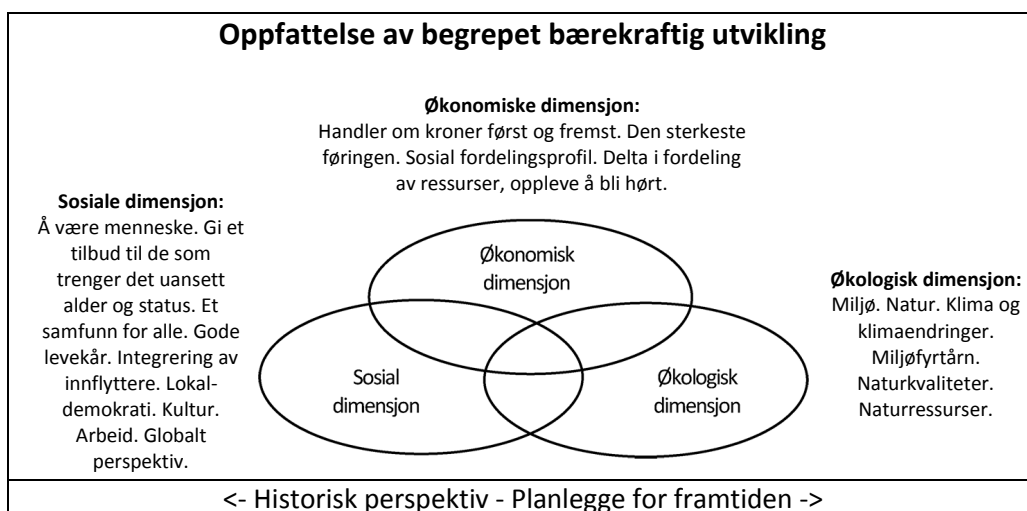 Oppfattelse av begrepet bærekraftig utvikling
Økonomiske dimensjon:
Handler om kroner først og fremst. Den sterkeste
føringen. Sosial fordelingsprofil. Delta i fordeling
av ressurser, oppleve å bli hørt.
Sosiale dimensjon:
Å være menneske. Gi et
tilbud til de som
trenger det uansett
alder og status. Et
samfunn for alle. Gode
levekår. Integrering av
innflyttere. Lokal-
demokrati. Kultur.
Arbeid. Globalt
perspektiv.
Økonomisk
dimensjon
Sosial
dimensjon
Økologisk
dimensjon
Økologisk dimensjon:
Miljø. Natur. Klima og
klimaendringer.
Miljøfyrtårn.
Naturkvaliteter.
Naturressurser.
<- Historisk perspektiv - Planlegge for framtiden ->